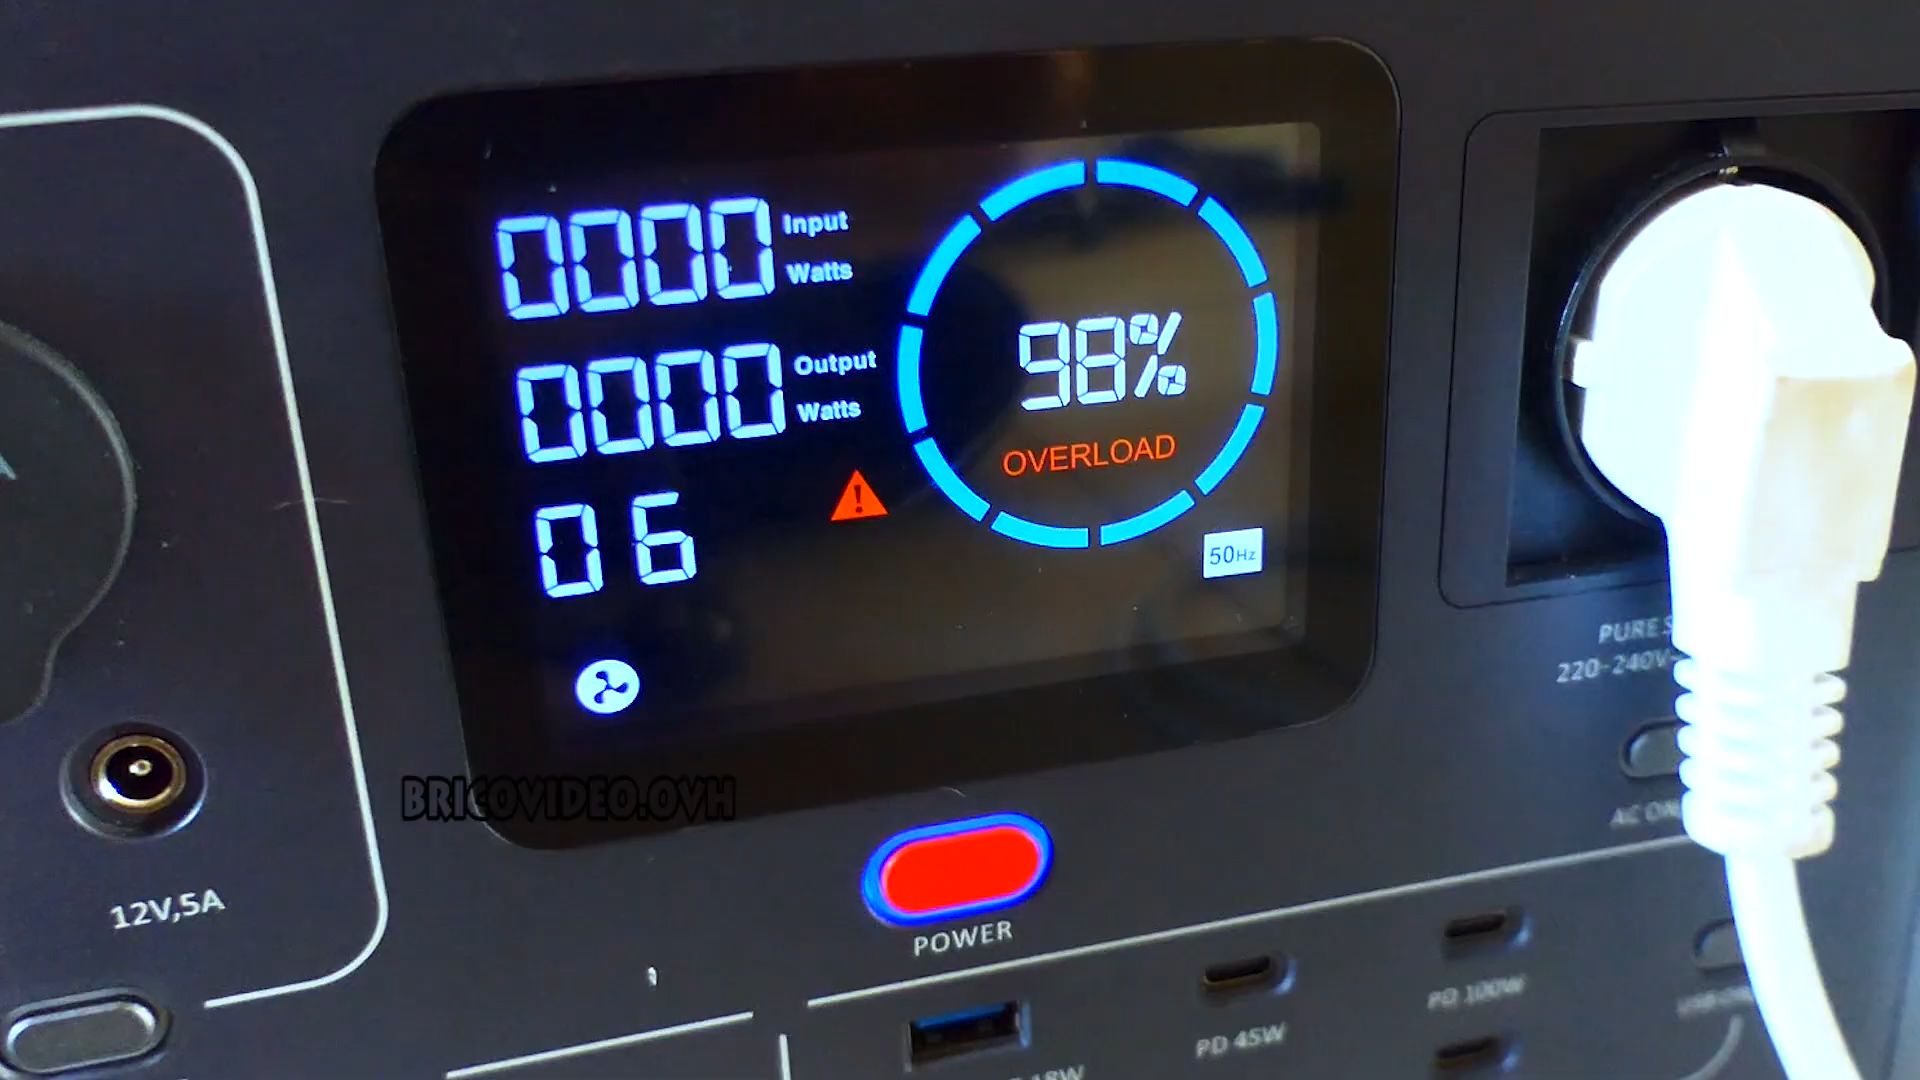 0000 Input Watts
0000 Output Watts
06
98%
OVERLOAD
50Hz
PURE
220-240V~
AC ON
BRICOVIDEO.OVH
12V,5A
POWER
PD 45W
PD 100W
18W